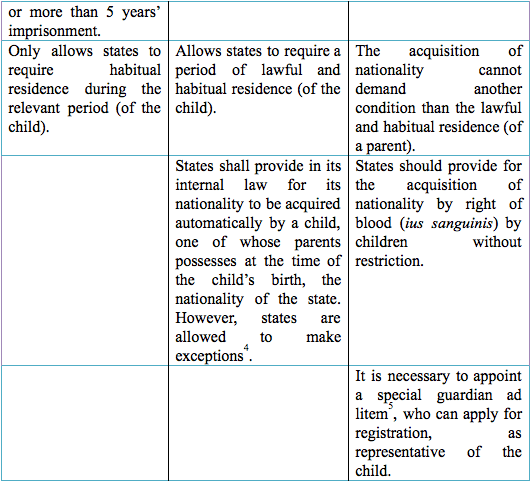 or more than 5 years’
imprisonment.
Only allows states to
require habitual
residence during the
relevant period (of the
child).
Allows states to require a
period of lawful and
habitual residence (of the
child).
The acquisition of
nationality cannot
demand another
condition than the lawful
and habitual residence (of
a parent).
States shall provide in its
internal law for its
nationality to be acquired
automatically by a child,
one of whose parents
possesses at the time of
the child’s birth, the
nationality of the state.
However, states are
allowed to make
exceptions⁴.
States should provide for
the acquisition of
nationality by right of
blood (ius sanguinis) by
children without
restriction.
It is necessary to appoint
a special guardian ad
litem⁵, who can apply for
registration, as
representative of the
child.